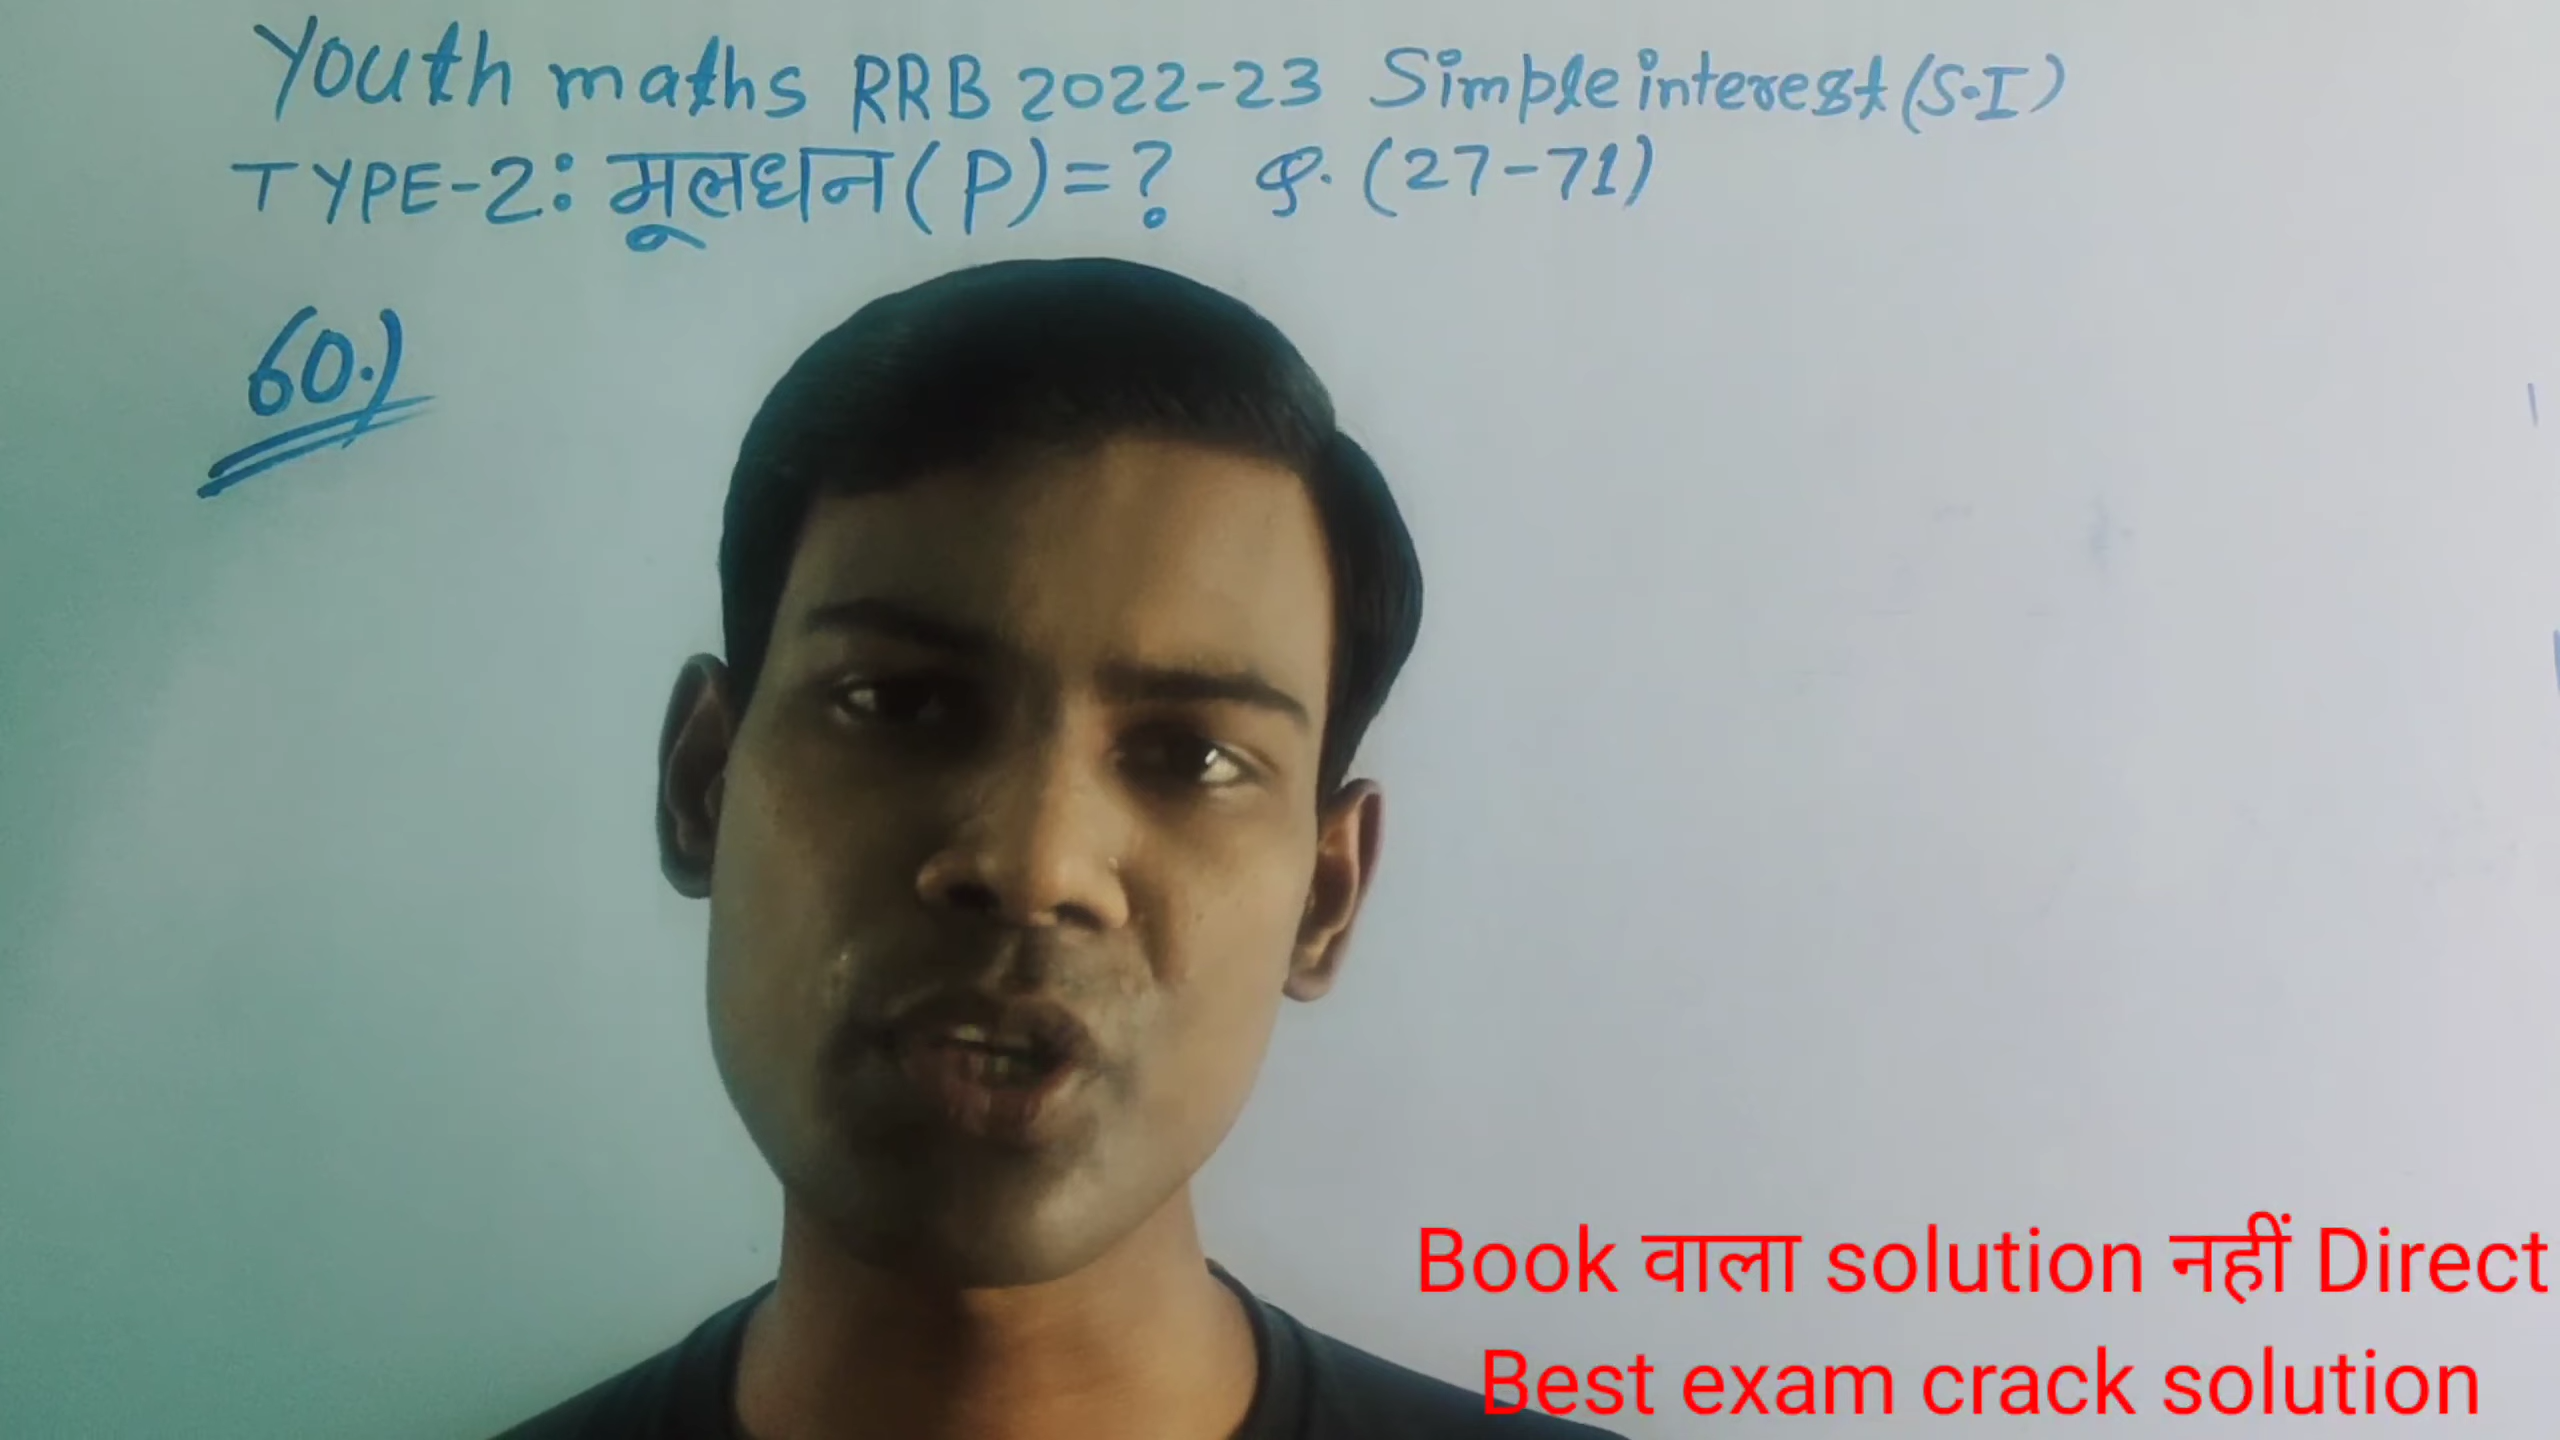 Youth maths RRB 2022-23 Simple interest (S.I)
TYPE-2: मूलधन (P)=? क्र. (27-71)
60.)
Book वाला solution नहीं Direct
Best exam crack solution